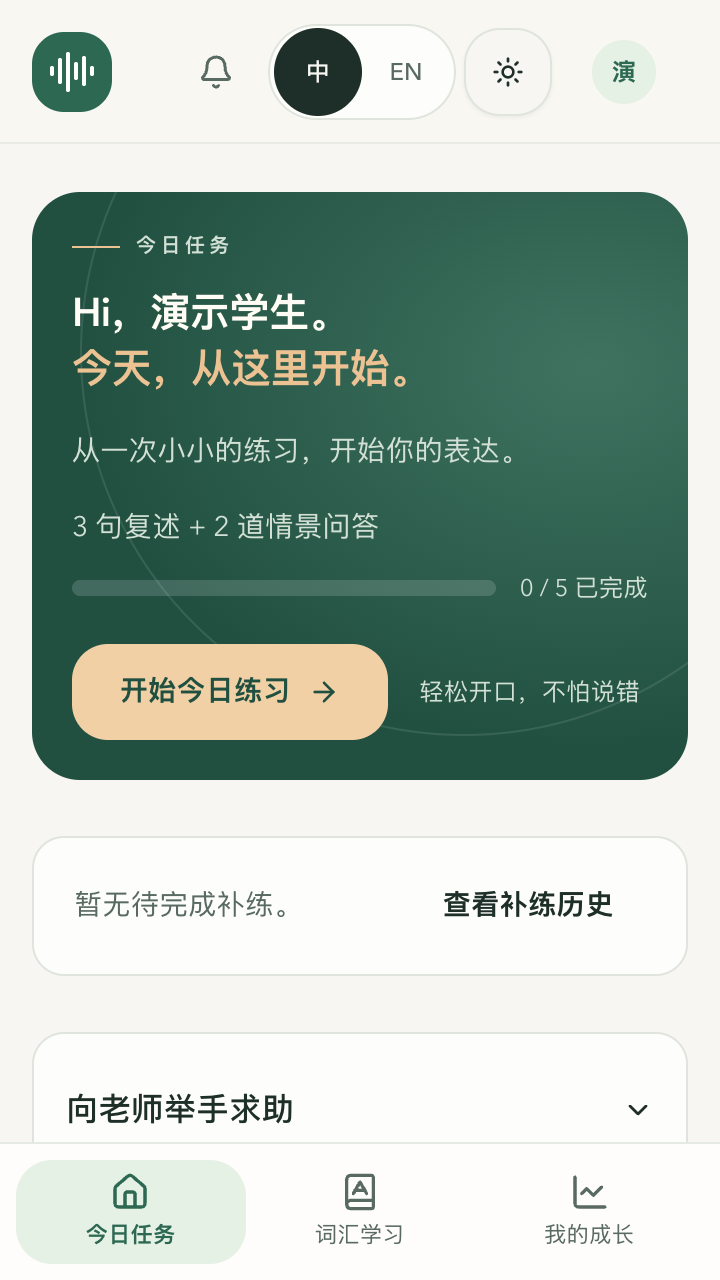 中
EN
演
今日任务
Hi，演示学生。
今天，从这里开始。
从一次小小的练习，开始你的表达。
3 句复述 + 2 道情景问答
0 / 5 已完成
开始今日练习 →
轻松开口，不怕说错
暂无待完成补练。
查看补练历史
向老师举手求助
今日任务
词汇学习
我的成长